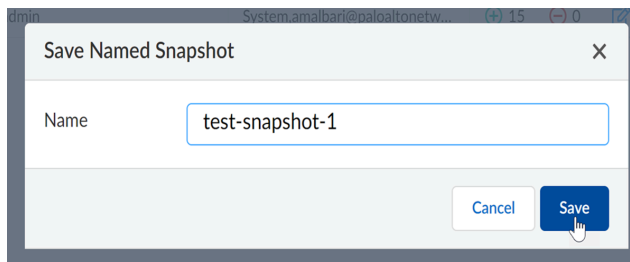 dmin System.amalbari@paloaltonetw... 15 0
Save Named Snapshot
Name test-snapshot-1
Cancel Save